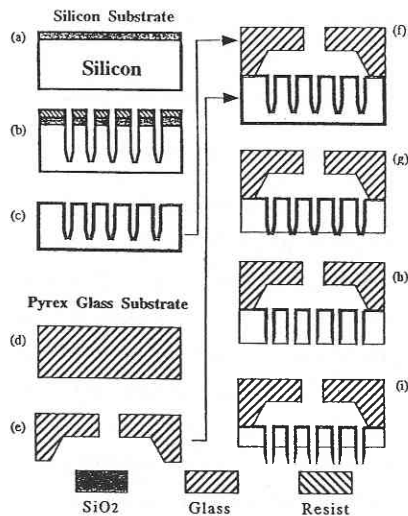 Silicon Substrate
(a)
Silicon
(b)
(c)
Pyrex Glass Substrate
(d)
(e)
(f)
(g)
(h)
(i)
SiO2
Glass
Resist